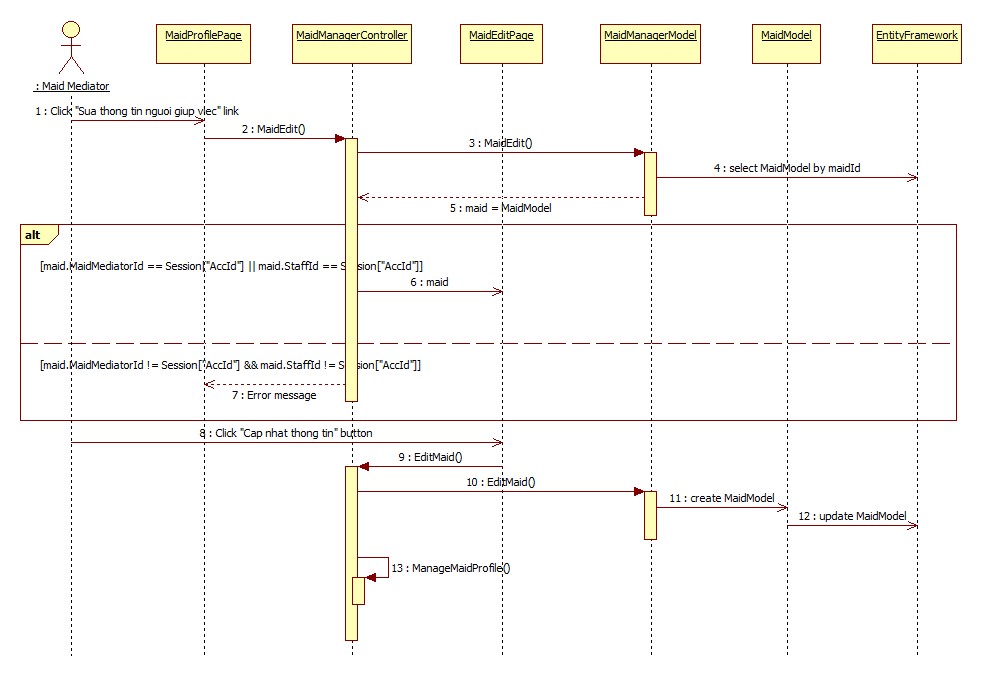 MaidProfilePage
MaidManagerController
MaidEditPage
MaidManagerModel
MaidModel
EntityFramework
: Maid Mediator
1 : Click "Sua thong tin nguoi giup viec" link
2 : MaidEdit()
3 : MaidEdit()
4 : select MaidModel by maidId
5 : maid = MaidModel
alt
[maid.MaidMediatorId == Session["AccId"] || maid.StaffId == Session["AccId"]]
6 : maid
[maid.MaidMediatorId != Session["AccId"] && maid.StaffId != Session["AccId"]]
7 : Error message
8 : Click "Cap nhat thong tin" button
9 : EditMaid()
10 : EditMaid()
11 : create MaidModel
12 : update MaidModel
13 : ManageMaidProfile()